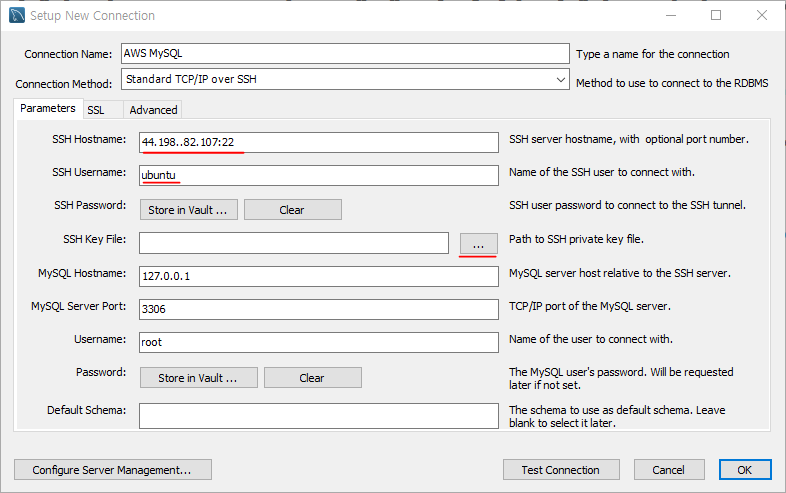 Setup New Connection
Connection Name: AWS MySQL Type a name for the connection
Connection Method: Standard TCP/IP over SSH Method to use to connect to the RDBMS
Parameters SSL Advanced
SSH Hostname: 44.198..82.107:22 SSH server hostname, with optional port number.
SSH Username: ubuntu Name of the SSH user to connect with.
SSH Password: Store in Vault ... Clear SSH user password to connect to the SSH tunnel.
SSH Key File: ... Path to SSH private key file.
MySQL Hostname: 127.0.0.1 MySQL server host relative to the SSH server.
MySQL Server Port: 3306 TCP/IP port of the MySQL server.
Username: root Name of the user to connect with.
Password: Store in Vault ... Clear The MySQL user's password. Will be requested
later if not set.
Default Schema: The schema to use as default schema. Leave
blank to select it later.
Configure Server Management... Test Connection Cancel OK